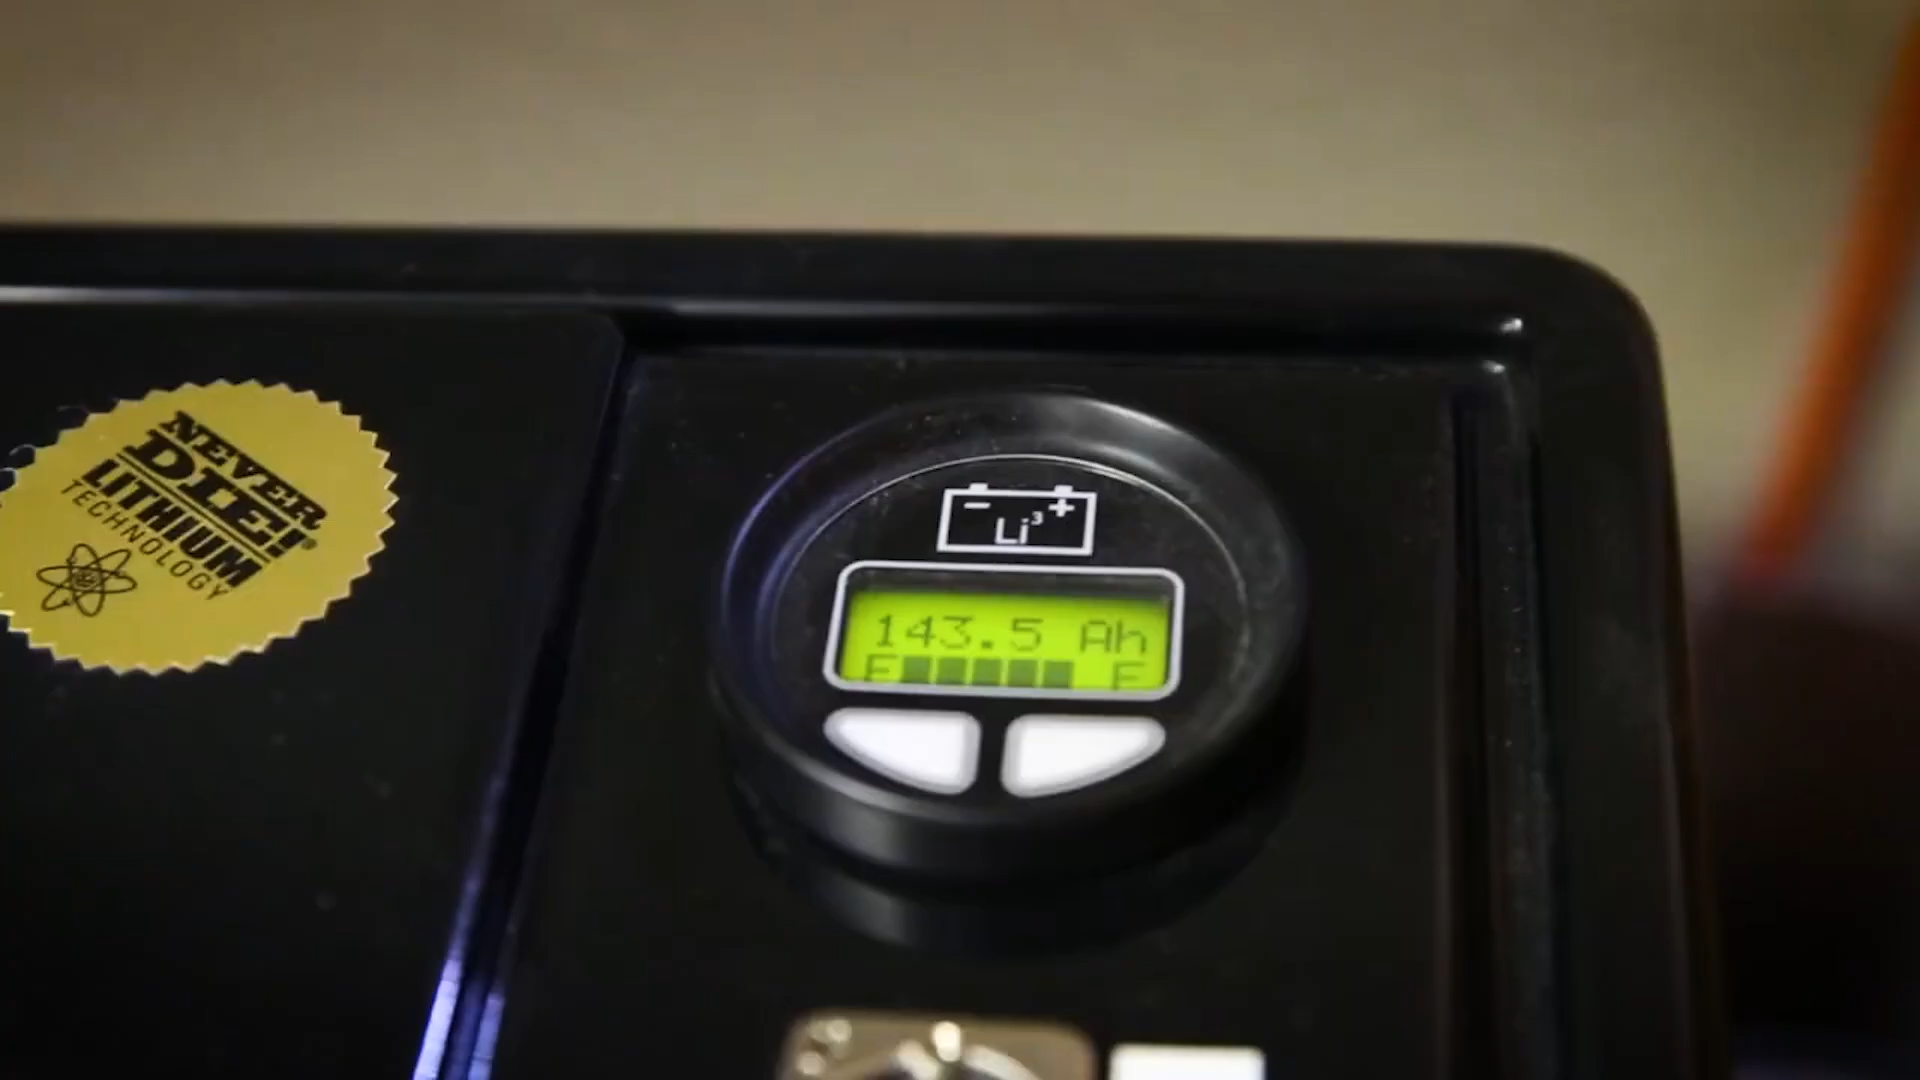 NEVER
DIE!®
LITHIUM
TECHNOLOGY
- Li³ +
143.5 Ah
E F